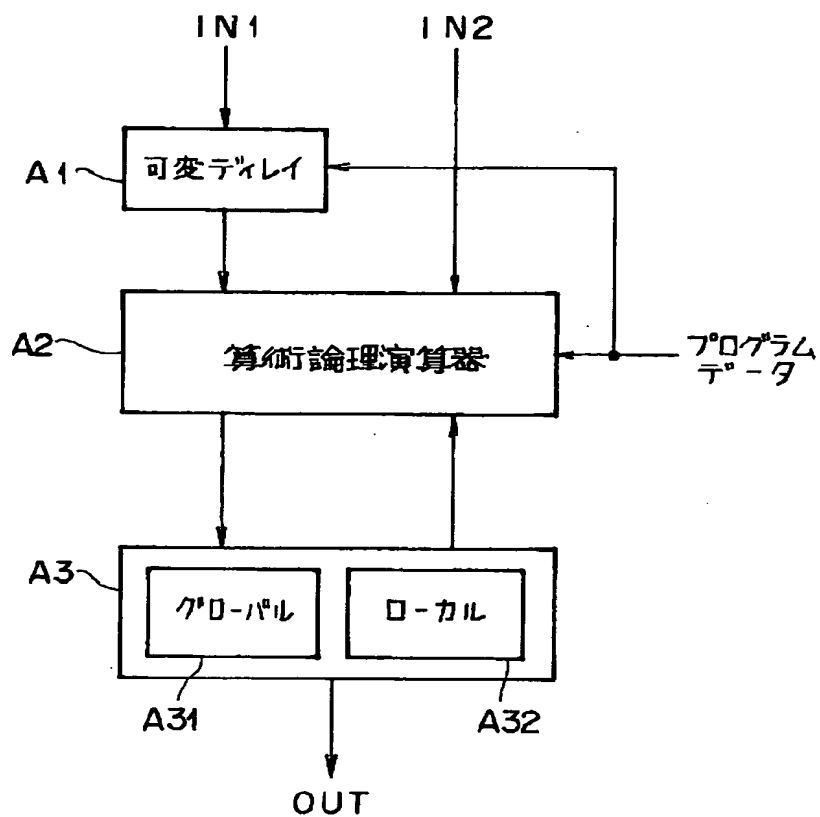 IN1
IN2
A1
可変ディレイ
A2
算術論理演算器
プログラム
データ
A3
グローバル
ローカル
A31
A32
OUT